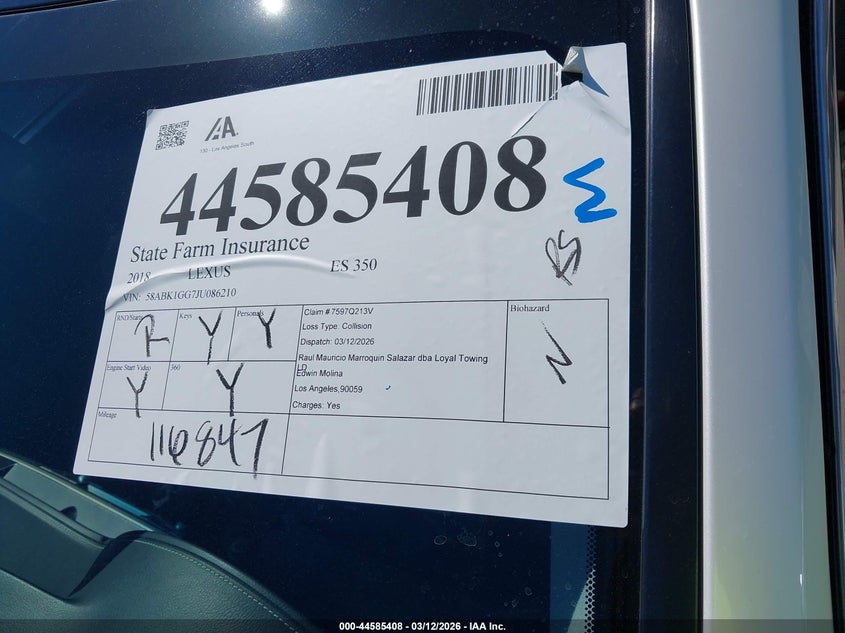 IAA
130 - Los Angeles South
44585408
State Farm Insurance
2018 LEXUS ES 350
VIN: 58ABK1GG7JU086210
RS
RND/Start R
Keys Y
Personals Y
Claim # 7597Q213V
Loss Type: Collision
Dispatch: 03/12/2026
Raul Mauricio Marroquin Salazar dba Loyal Towing
LD
Edwin Molina
Los Angeles,90059
Charges: Yes
Biohazard
N
Engine Start Video Y
360 Y
Mileage
116847
000-44585408 - 03/12/2026 - IAA Inc.